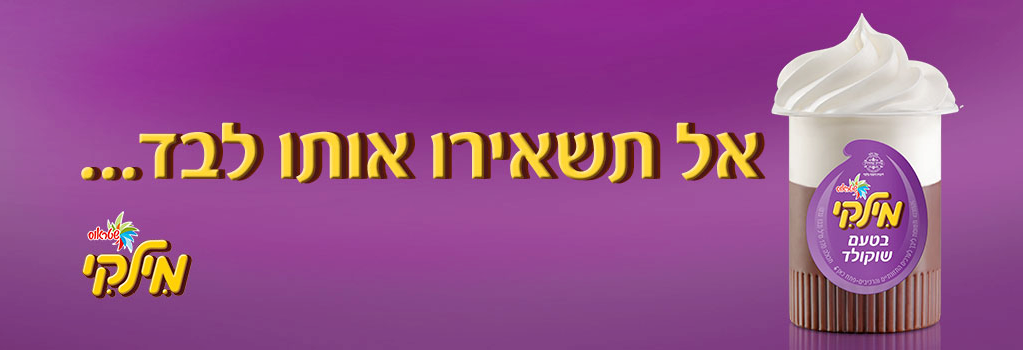 אל תשאירו אותו לבד...
שטראוס
מילקי
שטראוס
מילקי
בטעם
שוקולד